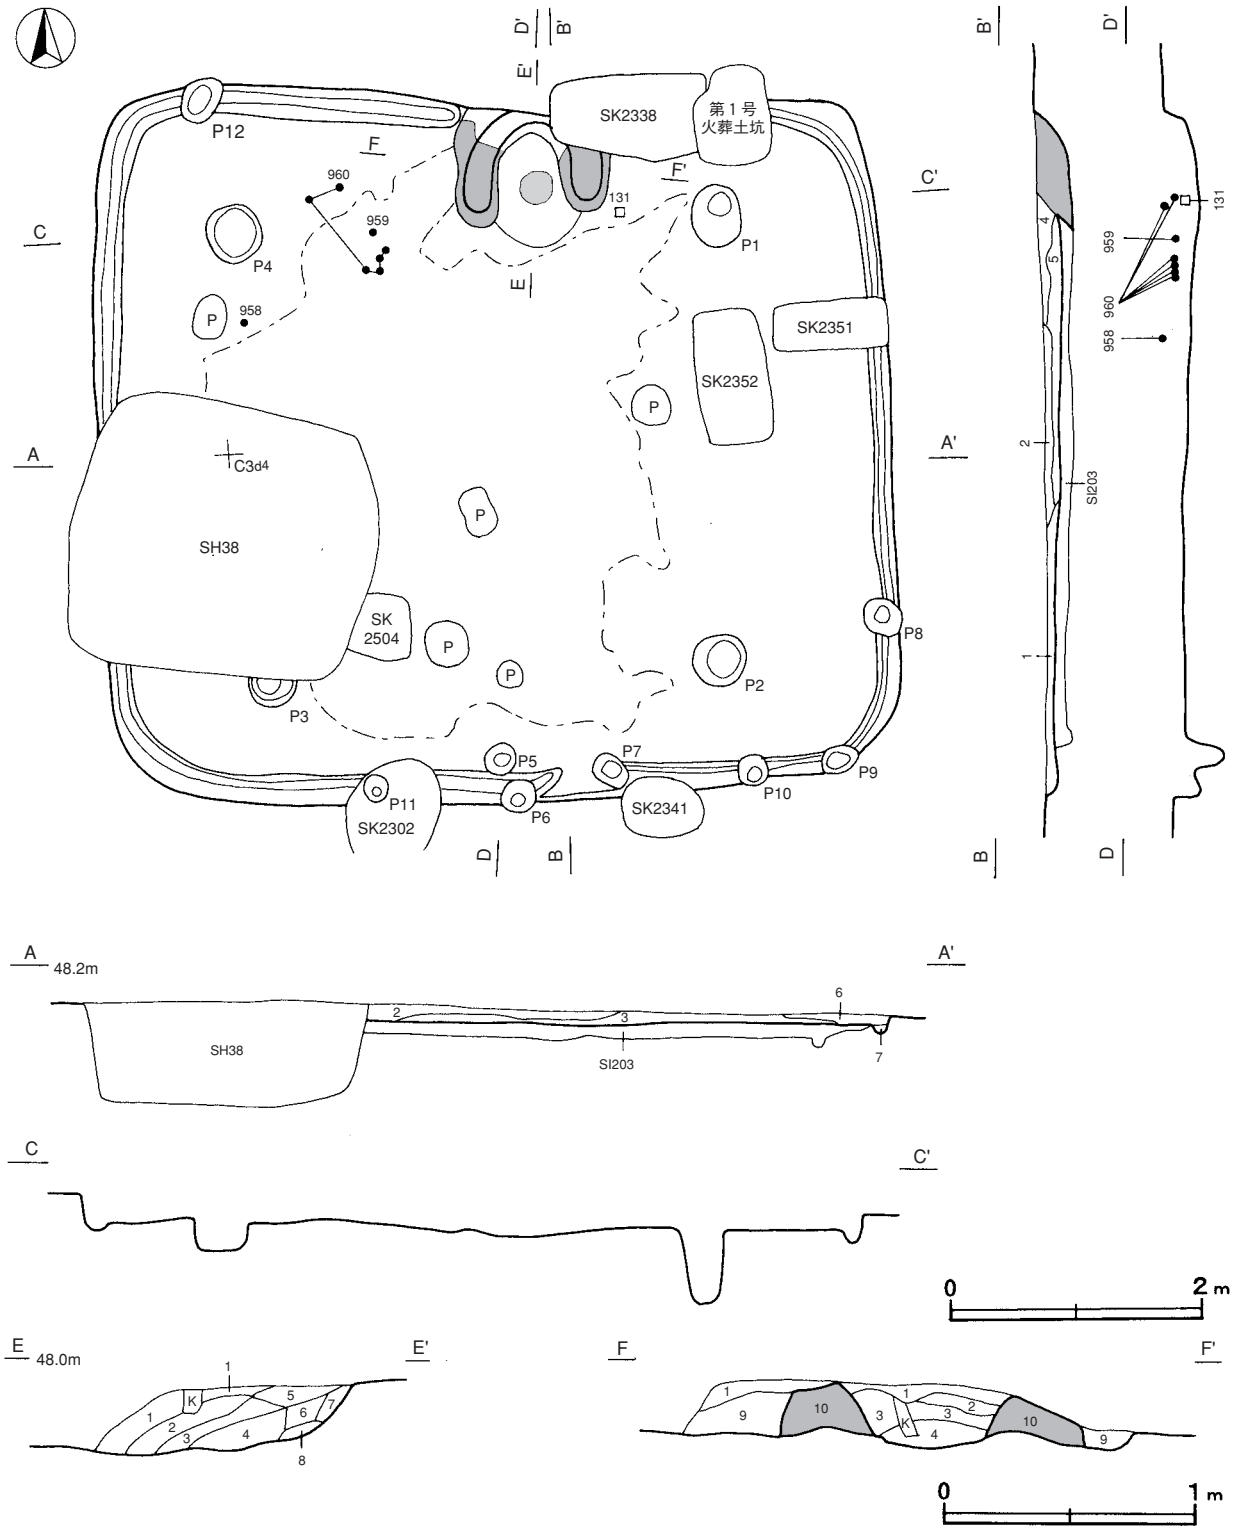 D'
B'
E'
B'
D'
SK2338
第1号
火葬土坑
P12
F
F'
960
C'
131
131
959
C
P4
P1
4
959
5
E
P
958
960
SK2351
958
SK2352
P
A
C3d4
A'
2
SI203
P
SH38
SK
2504
P
P8
1
P
P2
P3
P5
P7
P9
P10
P11
P6
SK2341
SK2302
D
B
B
D
A
48.2m
A'
6
2
3
SH38
SI203
7
C
C'
0
2m
E
48.0m
E'
F
F'
1
K
5
7
1
2
6
3
4
8
1
1
10
2
9
3
K
3
10
4
9
0
1m